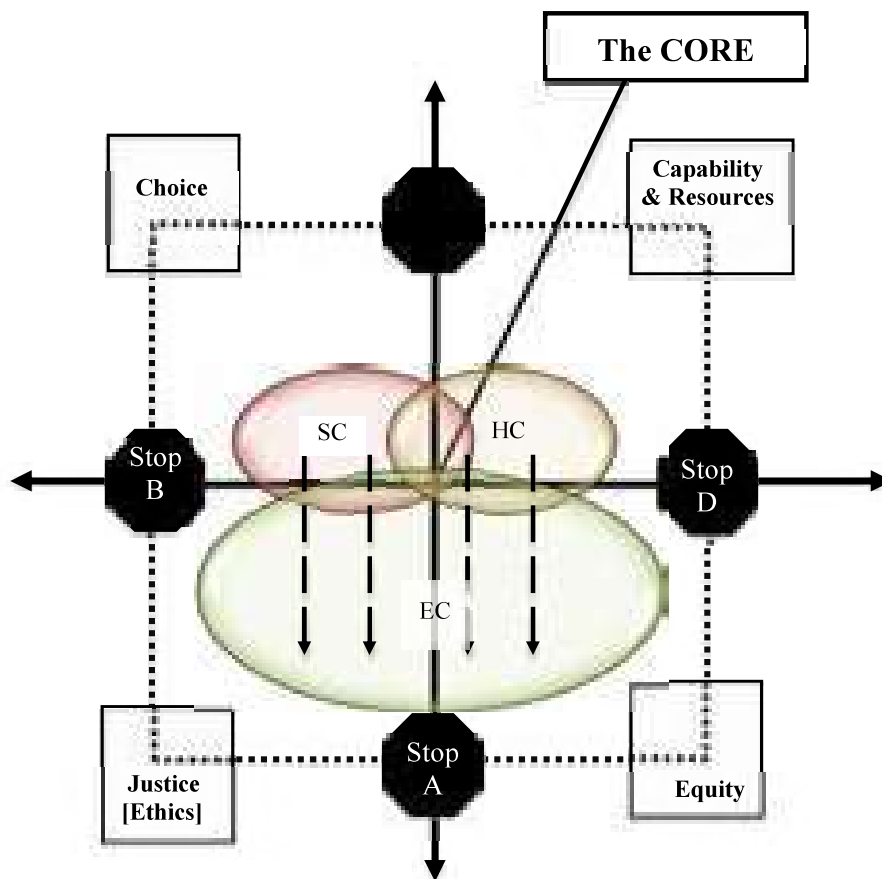 The CORE
Choice
Capability
& Resources
SC
HC
Stop
B
Stop
D
EC
Stop
A
Justice
[Ethics]
Equity